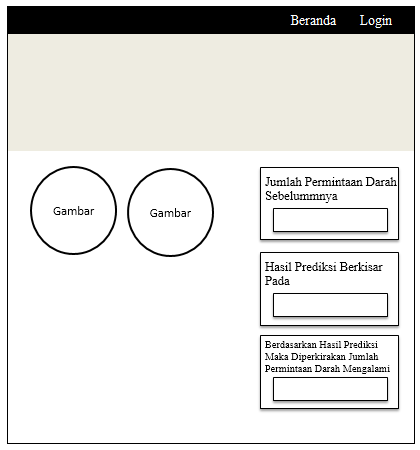 Beranda Login
Gambar
Gambar
Jumlah Permintaan Darah
Sebelummnya
Hasil Prediksi Berkisar
Pada
Berdasarkan Hasil Prediksi
Maka Diperkirakan Jumlah
Permintaan Darah Mengalami